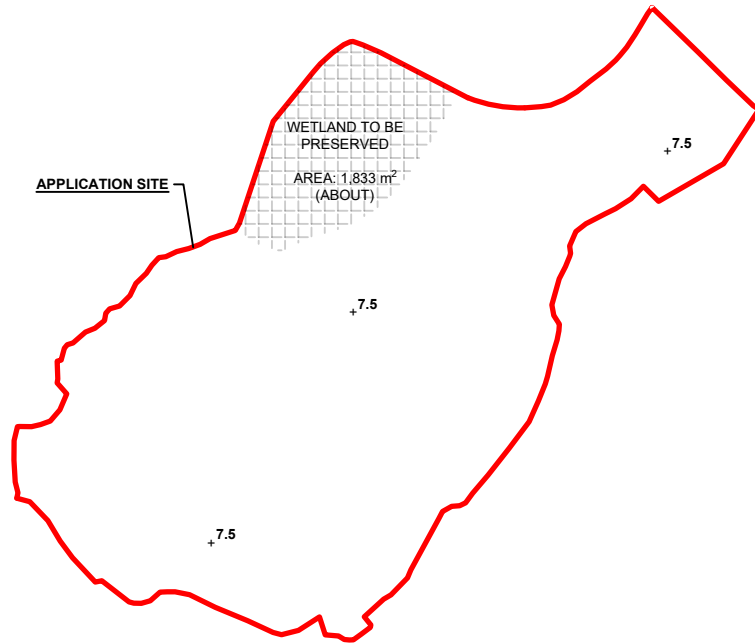 WETLAND TO BE
PRESERVED
AREA: 1,833 m²
(ABOUT)
+7.5
APPLICATION SITE
+7.5
+7.5